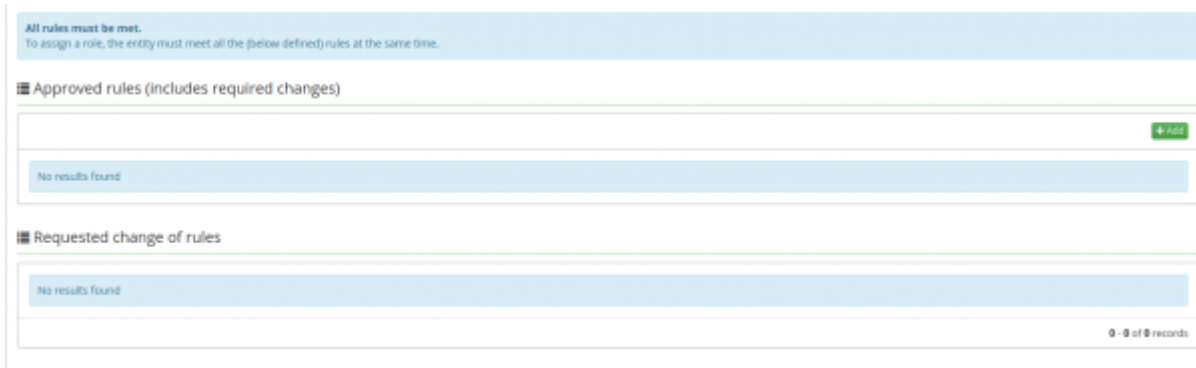 All rules must be met.
To assign a role, the entity must meet all the (below defined) rules at the same time.
Approved rules (includes required changes)
+ Add
No results found
Requested change of rules
No results found
0 - 0 of 0 records